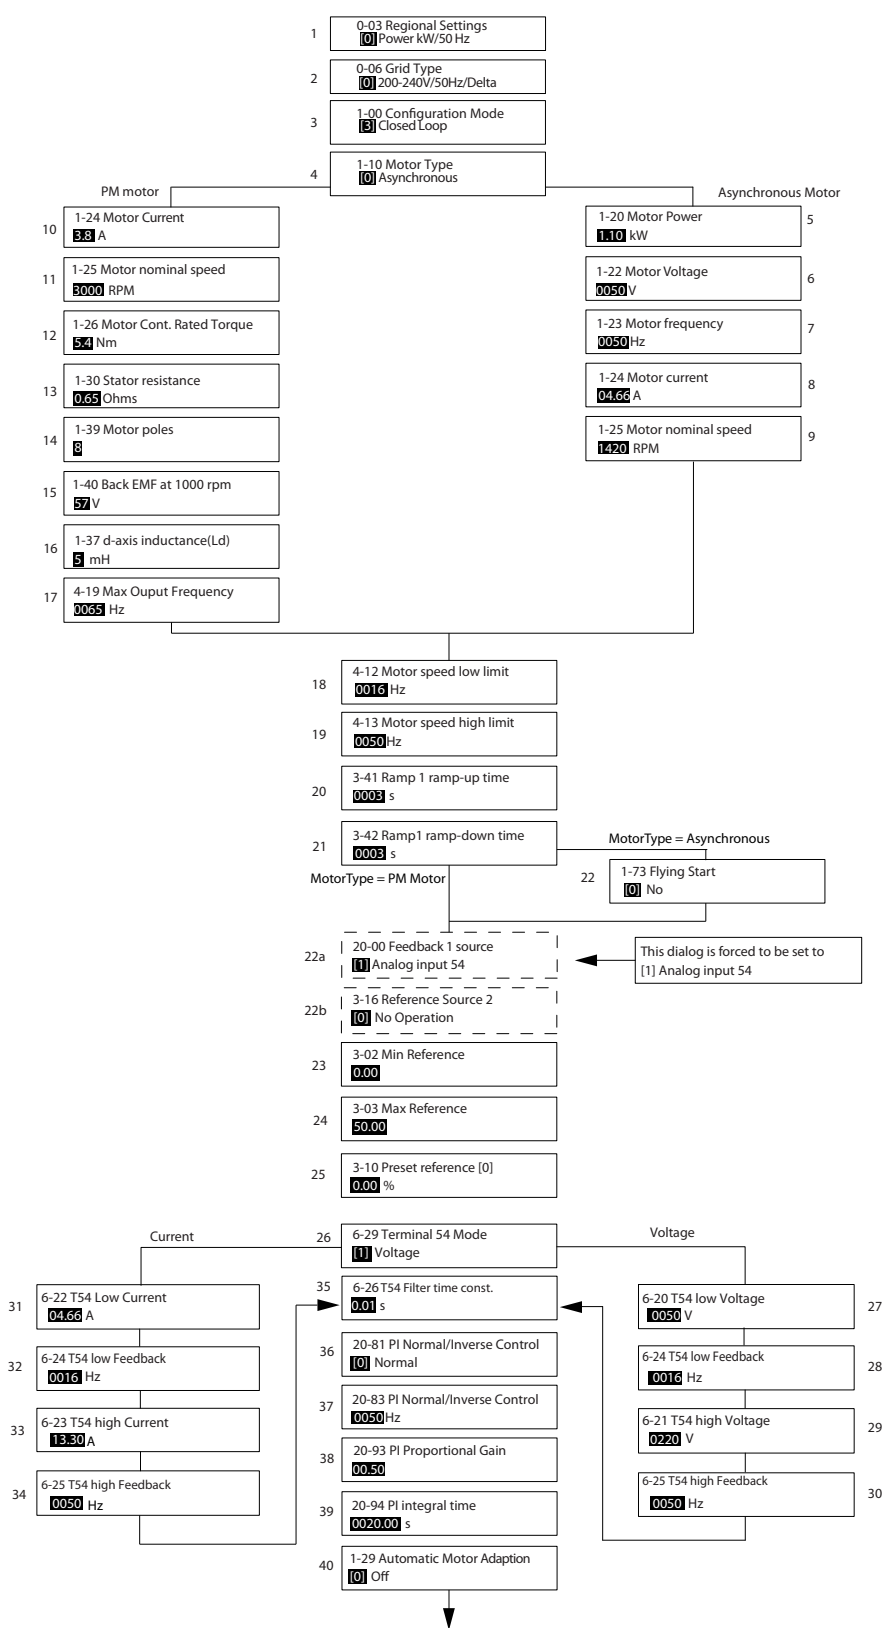 1
0-03 Regional Settings
[0] Power kW/50 Hz
2
0-06 Grid Type
[0] 200-240V/50Hz/Delta
3
1-00 Configuration Mode
[3] Closed Loop
4
1-10 Motor Type
[0] Asynchronous
PM motor
Asynchronous Motor
10
1-24 Motor Current
3.8 A
11
1-25 Motor nominal speed
3000 RPM
12
1-26 Motor Cont. Rated Torque
5.4 Nm
13
1-30 Stator resistance
0.65 Ohms
14
1-39 Motor poles
8
15
1-40 Back EMF at 1000 rpm
57 V
16
1-37 d-axis inductance(Ld)
5 mH
17
4-19 Max Ouput Frequency
0065 Hz
1-20 Motor Power
1.10 kW
5
1-22 Motor Voltage
0050 V
6
1-23 Motor frequency
0050 Hz
7
1-24 Motor current
04.66 A
8
1-25 Motor nominal speed
1420 RPM
9
18
4-12 Motor speed low limit
0016 Hz
19
4-13 Motor speed high limit
0050 Hz
20
3-41 Ramp 1 ramp-up time
0003 s
21
3-42 Ramp1 ramp-down time
0003 s
MotorType = Asynchronous
MotorType = PM Motor
22
1-73 Flying Start
[0] No
22a
20-00 Feedback 1 source
[1] Analog input 54
This dialog is forced to be set to
[1] Analog input 54
22b
3-16 Reference Source 2
[0] No Operation
23
3-02 Min Reference
0.00
24
3-03 Max Reference
50.00
25
3-10 Preset reference [0]
0.00 %
Current
26
6-29 Terminal 54 Mode
[1] Voltage
Voltage
31
6-22 T54 Low Current
04.66 A
32
6-24 T54 low Feedback
0016 Hz
33
6-23 T54 high Current
13.30 A
34
6-25 T54 high Feedback
0050 Hz
35
6-26 T54 Filter time const.
0.01 s
36
20-81 PI Normal/Inverse Control
[0] Normal
37
20-83 PI Normal/Inverse Control
0050 Hz
38
20-93 PI Proportional Gain
00.50
39
20-94 PI integral time
0020.00 s
40
1-29 Automatic Motor Adaption
[0] Off
6-20 T54 low Voltage
0050 V
27
6-24 T54 low Feedback
0016 Hz
28
6-21 T54 high Voltage
0220 V
29
6-25 T54 high Feedback
0050 Hz
30